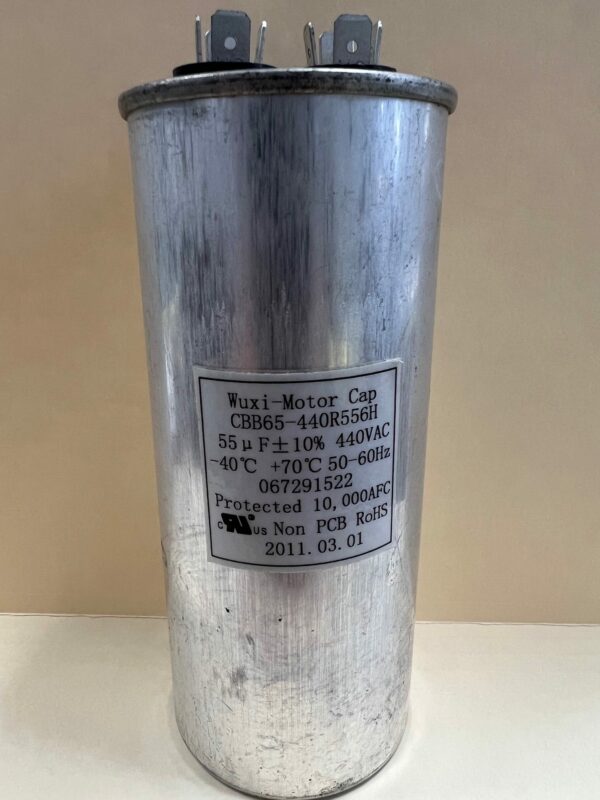 Wuxi-Motor Cap
CBB65-440R556H
55μF±10% 440VAC
-40℃ +70℃ 50-60Hz
067291522
Protected 10,000AFC
c RU us Non PCB RoHS
2011.03.01